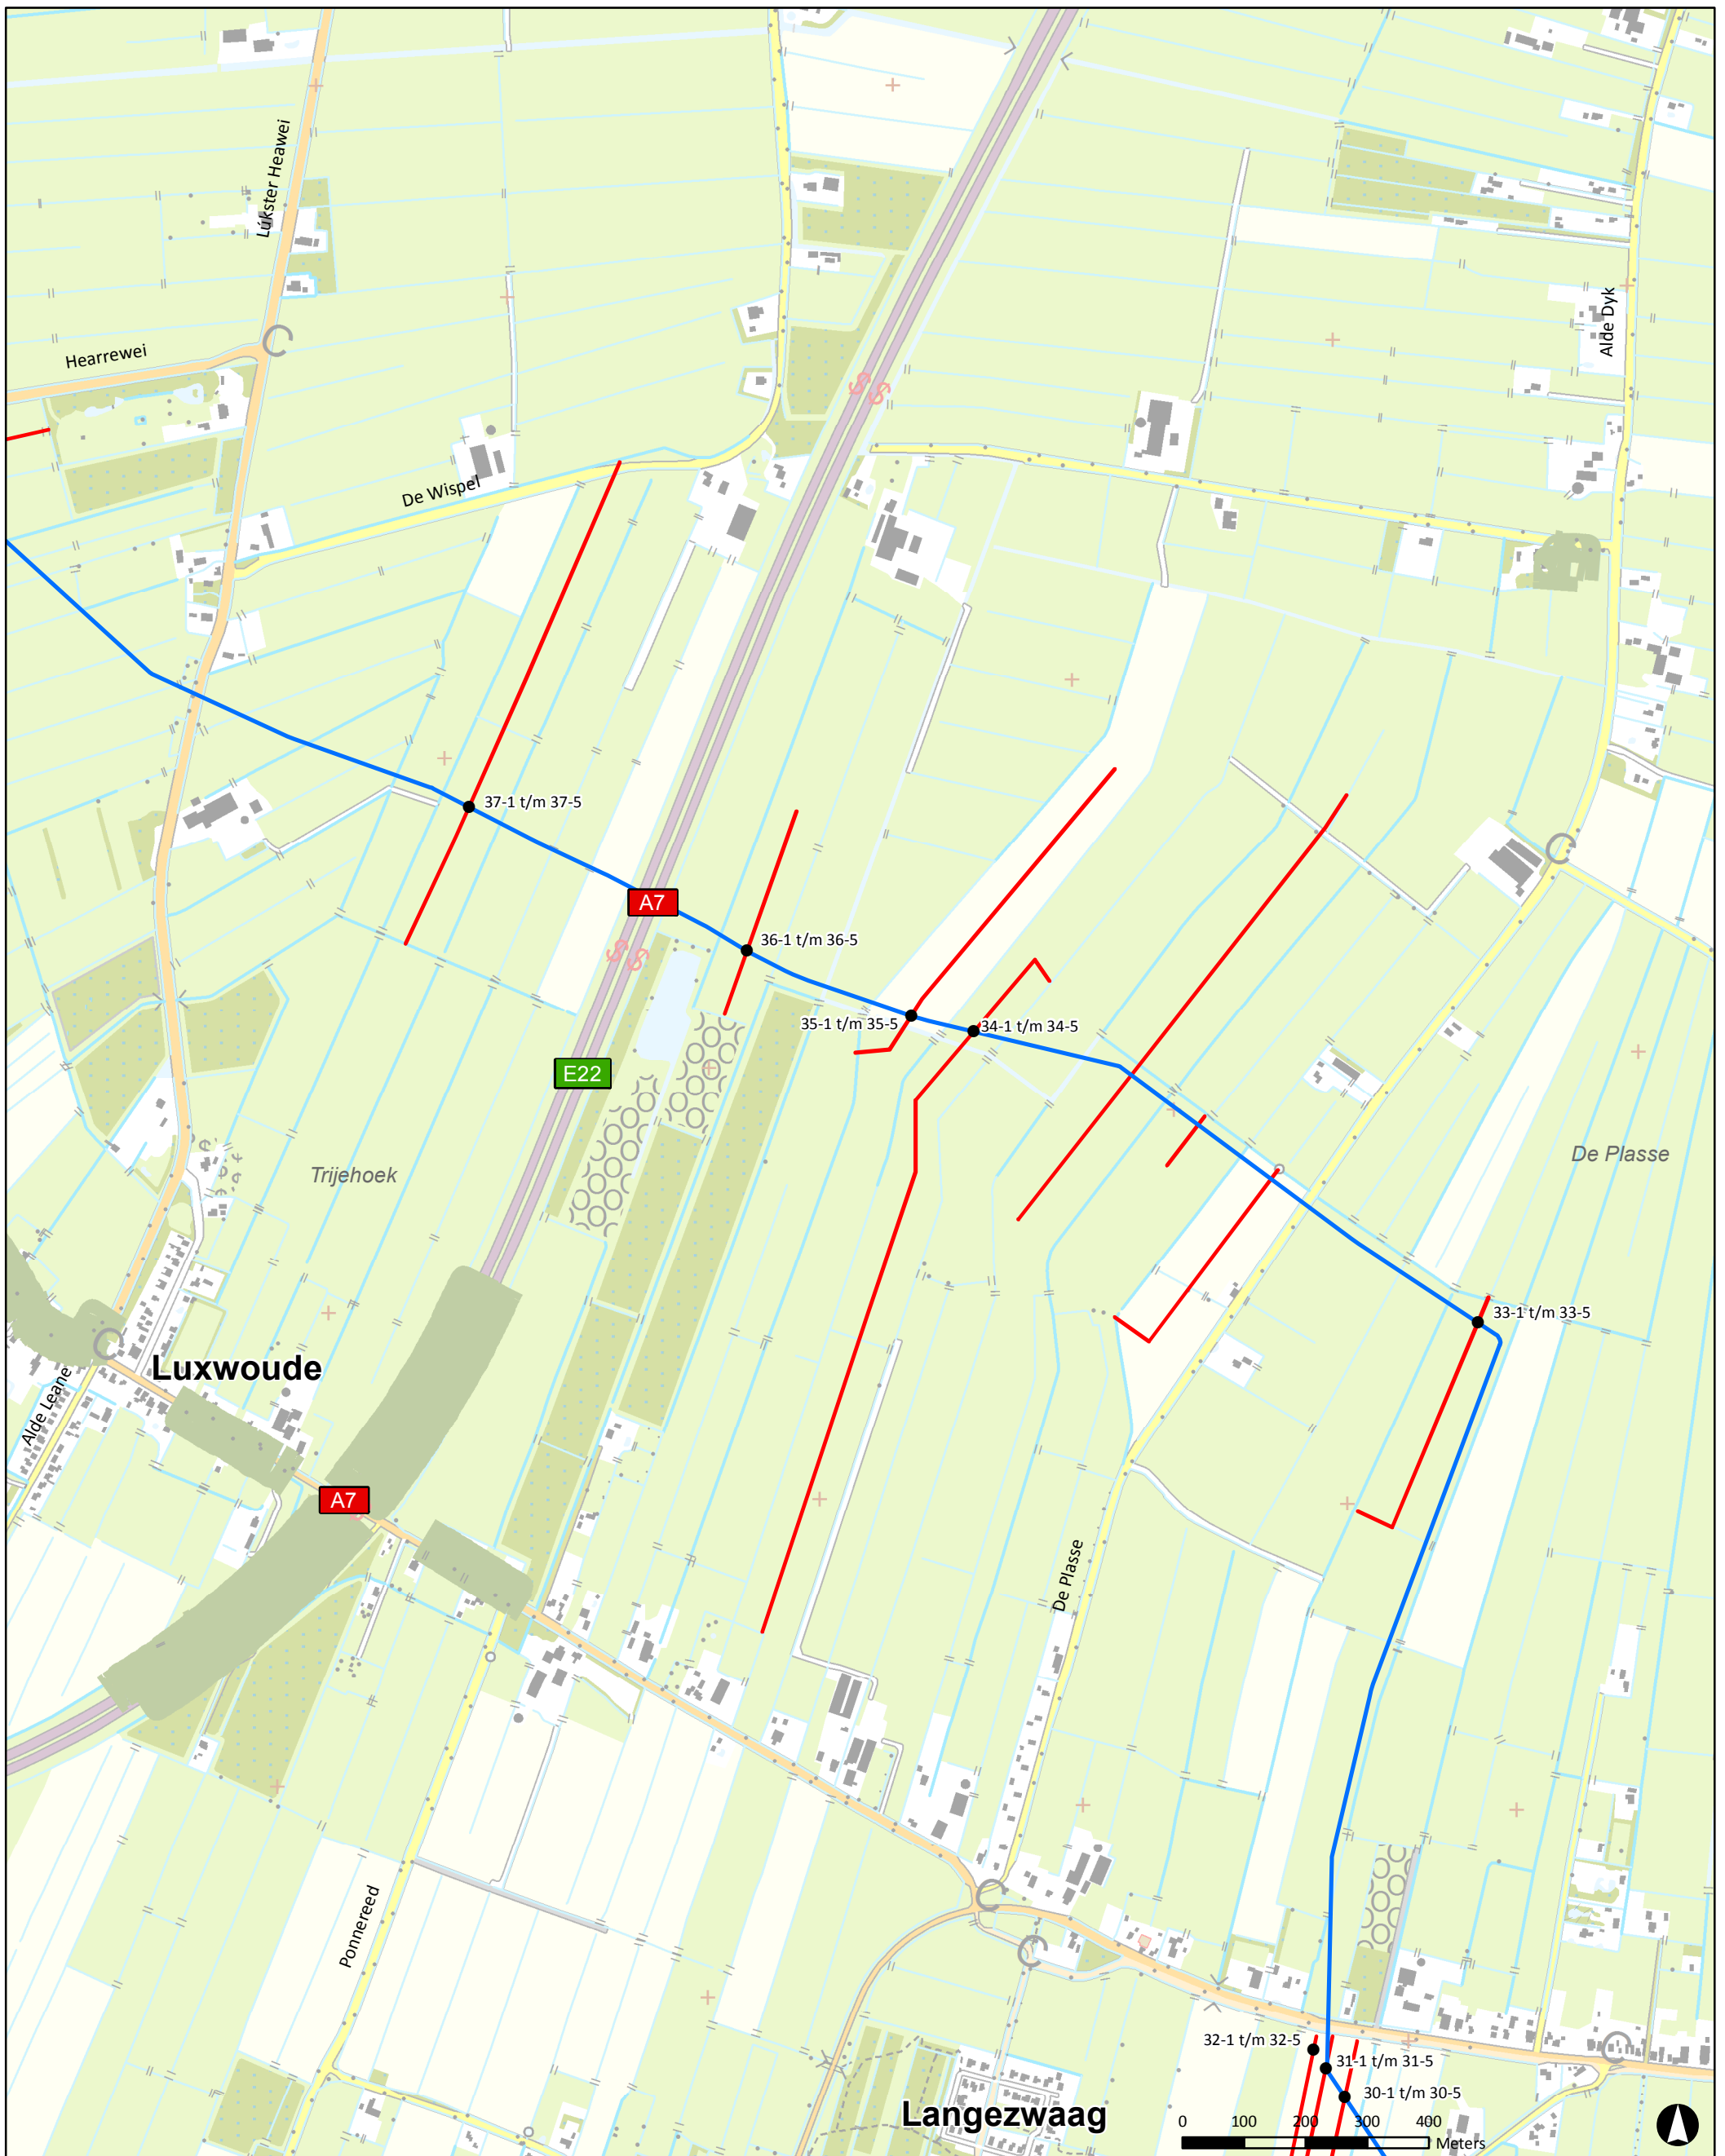 Lúkster Heawei
Alde Dyk
Hearrewei
De Wispel
37-1 t/m 37-5
A7
36-1 t/m 36-5
35-1 t/m 35-5
34-1 t/m 34-5
E22
De Plasse
Trijehoek
33-1 t/m 33-5
Luxwoude
Alde Leane
A7
De Plasse
Ponnereed
32-1 t/m 32-5
31-1 t/m 31-5
30-1 t/m 30-5
Langezwaag
0 100 200 300 400
Meters